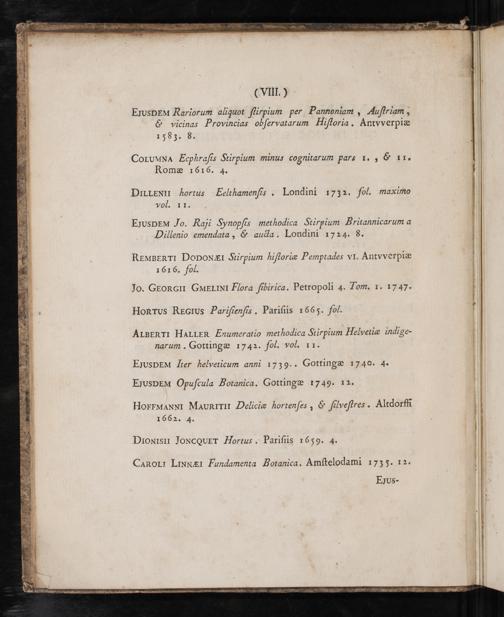 (VIII.)
EJUSDEM Rariorum aliquot ſtirpium per Pannoniam, Auſtriam,
& vicinas Provincias obſervatarum Hiſtoria. Antvverpiæ
1583. 8.
COLUMNA Ecphraſis Stirpium minus cognitarum pars I., & II.
Romæ 1616. 4.
DILLENII hortus Eelthamenſis. Londini 1732. fol. maximo
vol. II.
EJUSDEM Jo. Raji Synopſis methodica Stirpium Britannicarum a
Dillenio emendata, & aucta. Londini 1724. 8.
REMBERTI DODONÆI Stirpium hiſtoriæ Pemptades VI. Antvverpiæ
1616. fol.
JO. GEORGII GMELINI Flora ſibirica. Petropoli 4. Tom. I. 1747.
HORTUS REGIUS Pariſienſis. Pariſiis 1665. fol.
ALBERTI HALLER Enumeratio methodica Stirpium Helvetiæ indige-
narum. Gottingæ 1742. fol. vol. II.
EJUSDEM Iter helveticum anni 1739.. Gottingæ 1740. 4.
EJUSDEM Opuſcula Botanica. Gottingæ 1749. 12.
HOFFMANNI MAURITII Deliciæ hortenſes, & ſilveſtres. Altdorffi
1662. 4.
DIONISII JONCQUET Hortus. Pariſiis 1659. 4.
CAROLI LINNÆI Fundamenta Botanica. Amſtelodami 1735. 12.
EJUS-